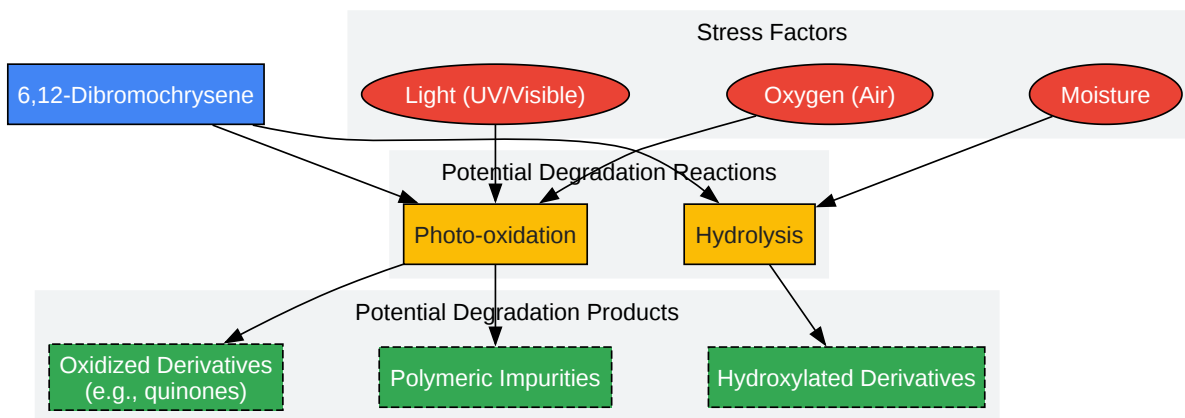 Stress Factors
6,12-Dibromochrysene
Light (UV/Visible)
Oxygen (Air)
Moisture
Potential Degradation Reactions
Photo-oxidation
Hydrolysis
Potential Degradation Products
Oxidized Derivatives
(e.g., quinones)
Polymeric Impurities
Hydroxylated Derivatives